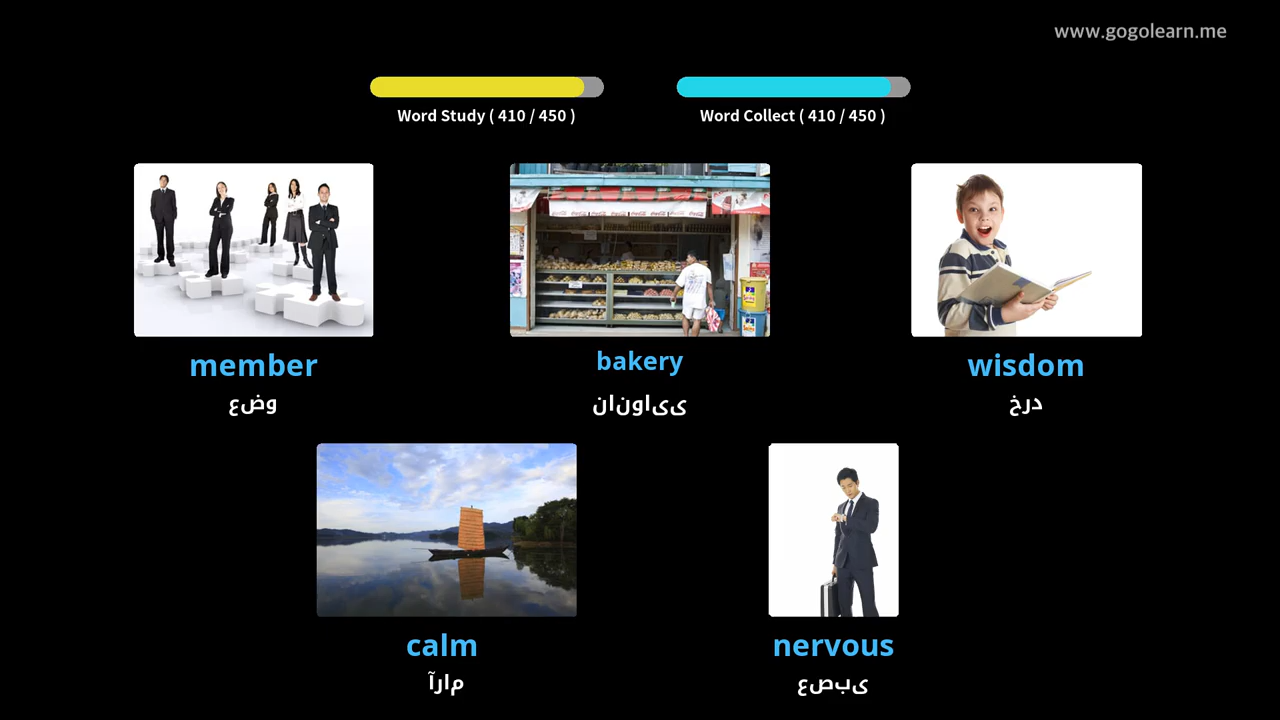 www.gogolearn.me
Word Study ( 410 / 450 )
Word Collect ( 410 / 450 )
member
عضو
bakery
نانوایی
wisdom
خرد
calm
آرام
nervous
عصبی